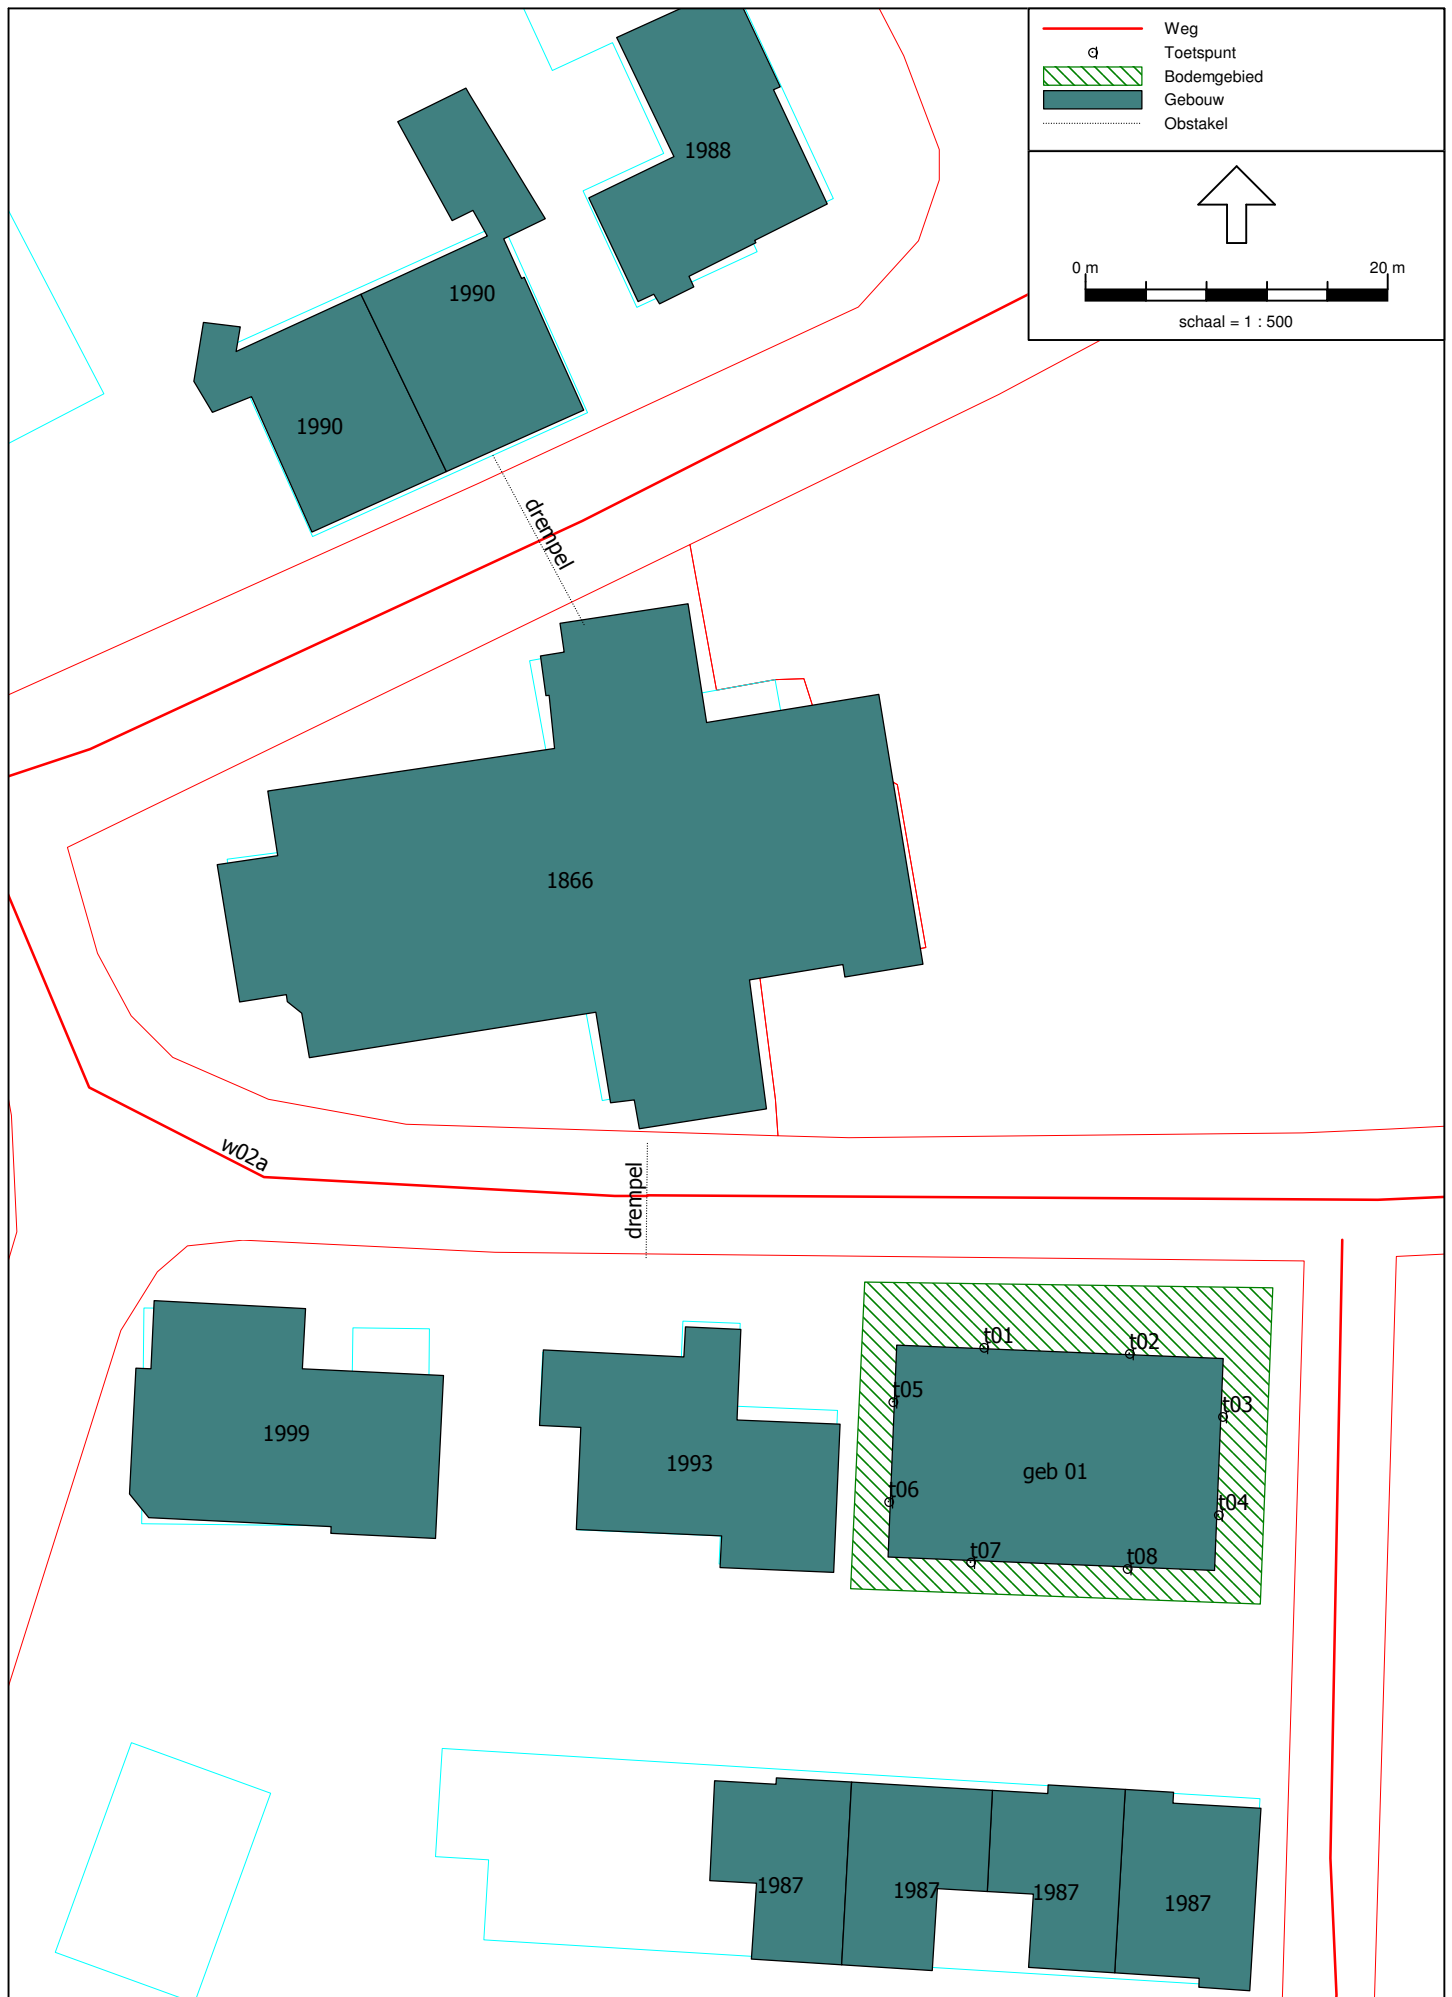 Weg
Toetspunt
Bodemgebied
Gebouw
Obstakel
0 m 20 m
schaal = 1 : 500
1988
1990
1990
drempel
1866
w02a
drempel
t01
t02
t05
t03
1999
1993
geb 01
t06
t04
t07
t08
1987
1987
1987
1987